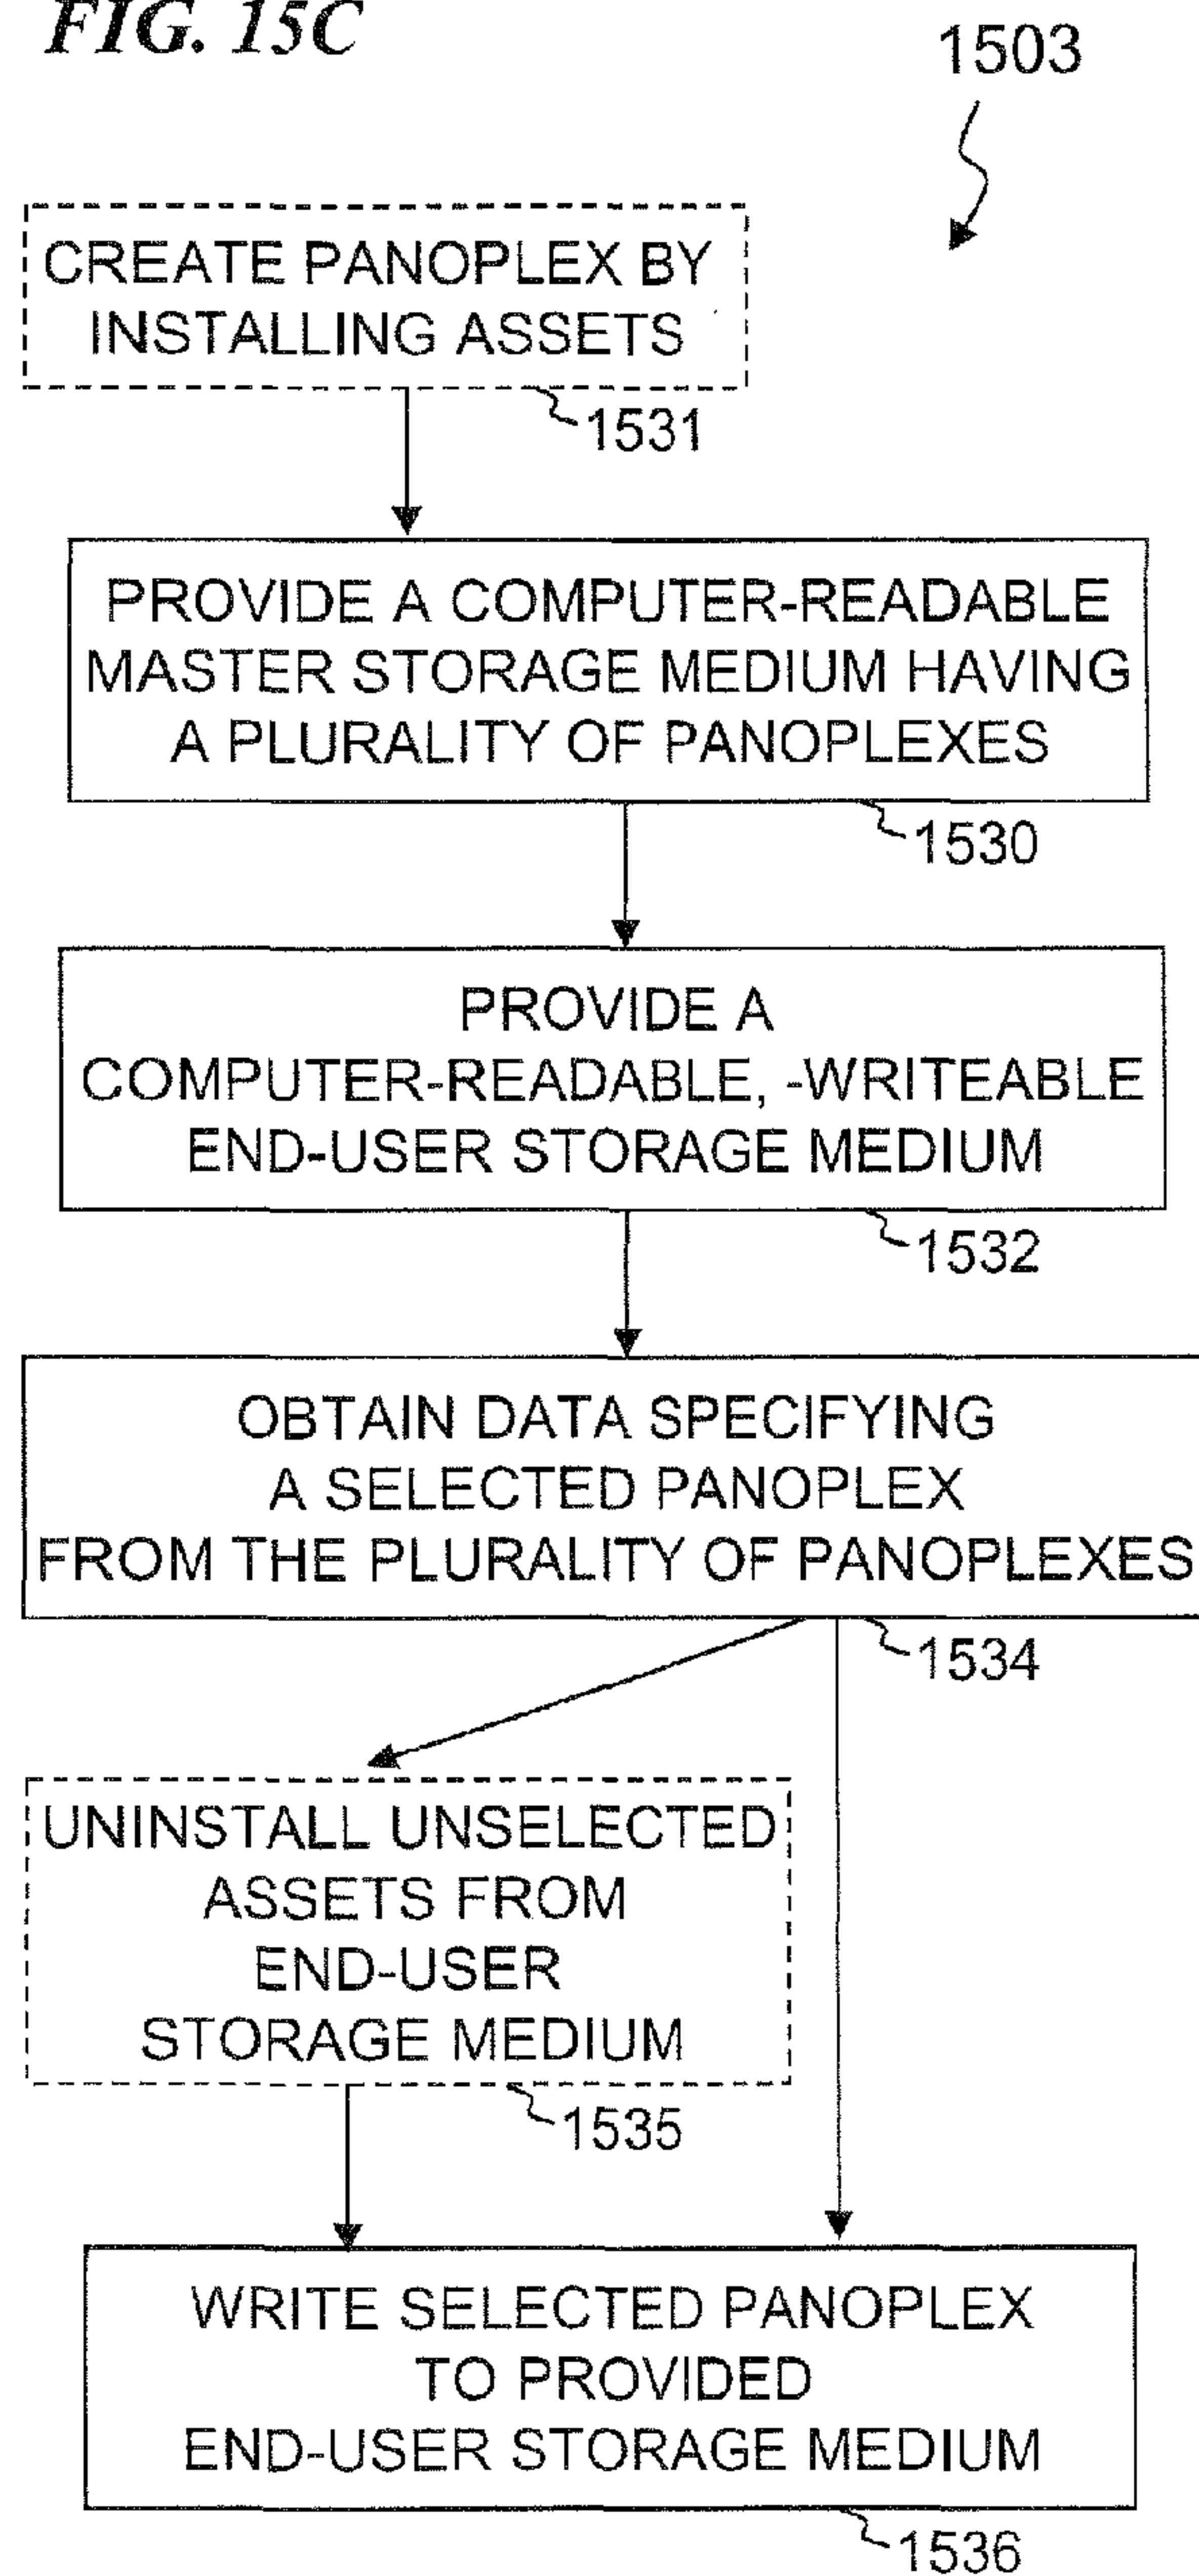 FIG. 15C
1503
CREATE PANOPLEX BY
INSTALLING ASSETS
1531
PROVIDE A COMPUTER-READABLE
MASTER STORAGE MEDIUM HAVING
A PLURALITY OF PANOPLEXES
1530
PROVIDE A
COMPUTER-READABLE, -WRITEABLE
END-USER STORAGE MEDIUM
1532
OBTAIN DATA SPECIFYING
A SELECTED PANOPLEX
FROM THE PLURALITY OF PANOPLEXES
1534
UNINSTALL UNSELECTED
ASSETS FROM
END-USER
STORAGE MEDIUM
1535
WRITE SELECTED PANOPLEX
TO PROVIDED
END-USER STORAGE MEDIUM
1536